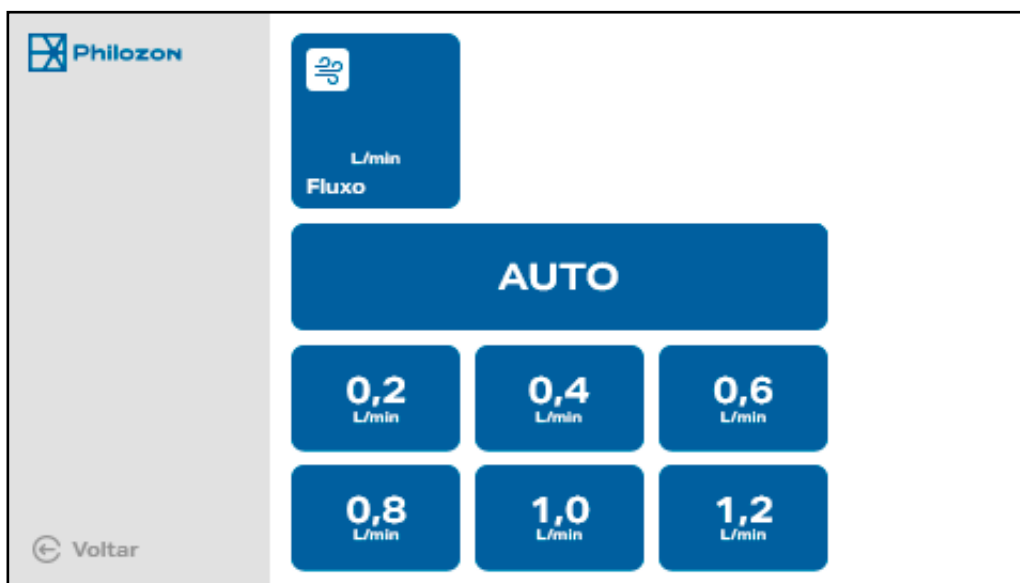 Philozon
L/min
Fluxo
AUTO
0,2
L/min
0,4
L/min
0,6
L/min
0,8
L/min
1,0
L/min
1,2
L/min
Voltar